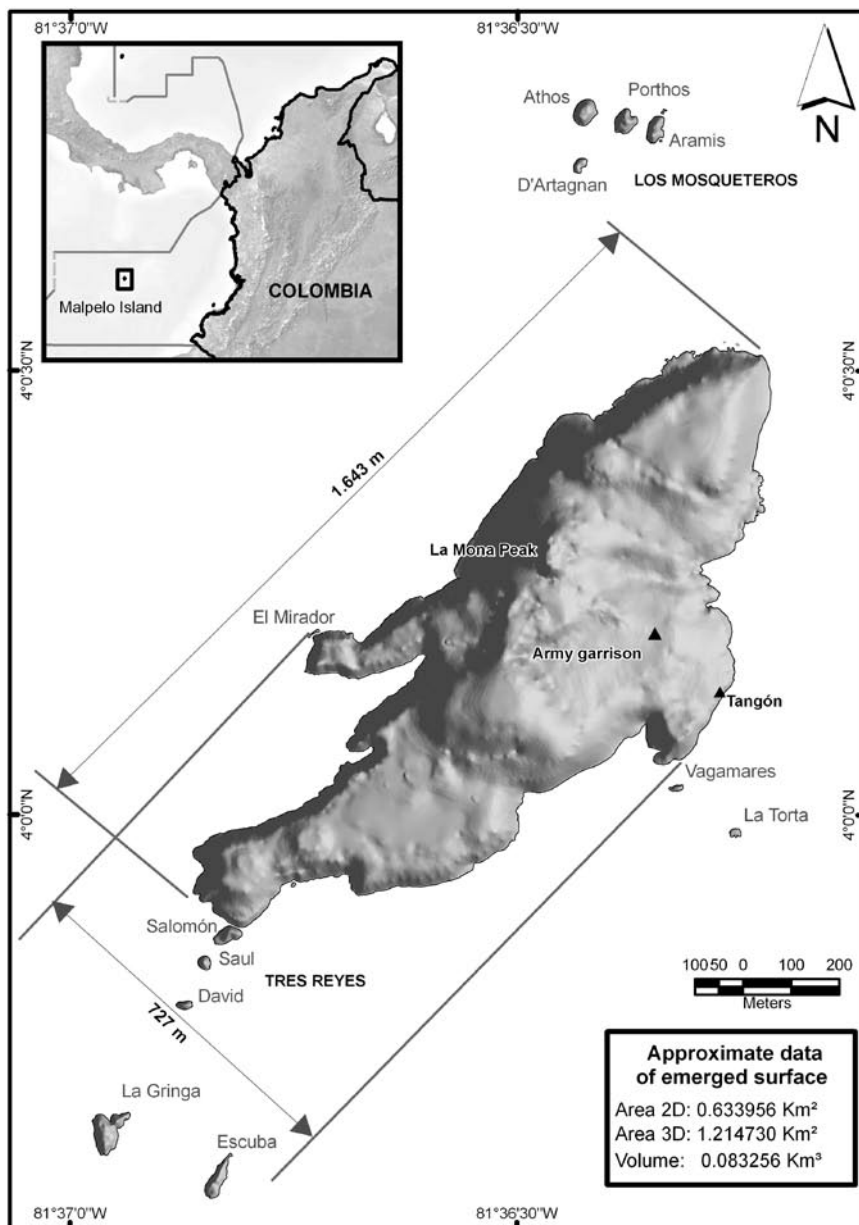 81°37'0"W
81°36'30"W
COLOMBIA
Malpelo Island
Athos
Porthos
Aramis
D'Artagnan
LOS MOSQUETEROS
N
4°0'30"N
4°0'30"N
1.643 m
La Mona Peak
El Mirador
Army garrison
Tangón
Vagamares
La Torta
4°0'0"N
4°0'0"N
Salomón
Saul
TRES REYES
David
727 m
La Gringa
Escuba
100 50 0 100 200
Meters
Approximate data
of emerged surface
Area 2D: 0.633956 Km²
Area 3D: 1.214730 Km²
Volume: 0.083256 Km³
81°37'0"W
81°36'30"W